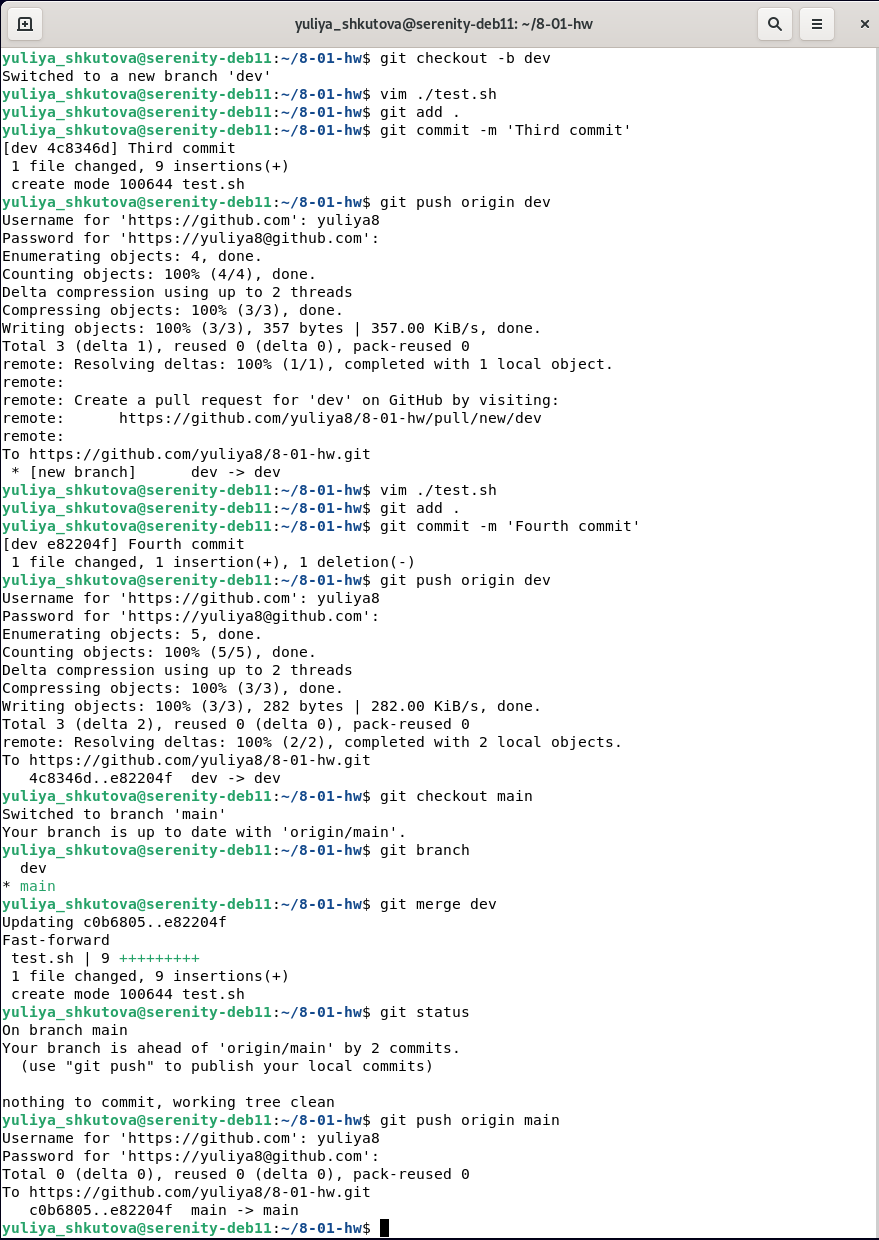 yuliya_shkutova@serenity-deb11: ~/8-01-hw
yuliya_shkutova@serenity-deb11:~/8-01-hw$ git checkout -b dev
Switched to a new branch 'dev'
yuliya_shkutova@serenity-deb11:~/8-01-hw$ vim ./test.sh
yuliya_shkutova@serenity-deb11:~/8-01-hw$ git add .
yuliya_shkutova@serenity-deb11:~/8-01-hw$ git commit -m 'Third commit'
[dev 4c8346d] Third commit
 1 file changed, 9 insertions(+)
 create mode 100644 test.sh
yuliya_shkutova@serenity-deb11:~/8-01-hw$ git push origin dev
Username for 'https://github.com': yuliya8
Password for 'https://yuliya8@github.com':
Enumerating objects: 4, done.
Counting objects: 100% (4/4), done.
Delta compression using up to 2 threads
Compressing objects: 100% (3/3), done.
Writing objects: 100% (3/3), 357 bytes | 357.00 KiB/s, done.
Total 3 (delta 1), reused 0 (delta 0), pack-reused 0
remote: Resolving deltas: 100% (1/1), completed with 1 local object.
remote:
remote: Create a pull request for 'dev' on GitHub by visiting:
remote:      https://github.com/yuliya8/8-01-hw/pull/new/dev
remote:
To https://github.com/yuliya8/8-01-hw.git
 * [new branch]      dev -> dev
yuliya_shkutova@serenity-deb11:~/8-01-hw$ vim ./test.sh
yuliya_shkutova@serenity-deb11:~/8-01-hw$ git add .
yuliya_shkutova@serenity-deb11:~/8-01-hw$ git commit -m 'Fourth commit'
[dev e82204f] Fourth commit
 1 file changed, 1 insertion(+), 1 deletion(-)
yuliya_shkutova@serenity-deb11:~/8-01-hw$ git push origin dev
Username for 'https://github.com': yuliya8
Password for 'https://yuliya8@github.com':
Enumerating objects: 5, done.
Counting objects: 100% (5/5), done.
Delta compression using up to 2 threads
Compressing objects: 100% (3/3), done.
Writing objects: 100% (3/3), 282 bytes | 282.00 KiB/s, done.
Total 3 (delta 2), reused 0 (delta 0), pack-reused 0
remote: Resolving deltas: 100% (2/2), completed with 2 local objects.
To https://github.com/yuliya8/8-01-hw.git
   4c8346d..e82204f  dev -> dev
yuliya_shkutova@serenity-deb11:~/8-01-hw$ git checkout main
Switched to branch 'main'
Your branch is up to date with 'origin/main'.
yuliya_shkutova@serenity-deb11:~/8-01-hw$ git branch
  dev
* main
yuliya_shkutova@serenity-deb11:~/8-01-hw$ git merge dev
Updating c0b6805..e82204f
Fast-forward
 test.sh | 9 +++++++++
 1 file changed, 9 insertions(+)
 create mode 100644 test.sh
yuliya_shkutova@serenity-deb11:~/8-01-hw$ git status
On branch main
Your branch is ahead of 'origin/main' by 2 commits.
  (use "git push" to publish your local commits)

nothing to commit, working tree clean
yuliya_shkutova@serenity-deb11:~/8-01-hw$ git push origin main
Username for 'https://github.com': yuliya8
Password for 'https://yuliya8@github.com':
Total 0 (delta 0), reused 0 (delta 0), pack-reused 0
To https://github.com/yuliya8/8-01-hw.git
   c0b6805..e82204f  main -> main
yuliya_shkutova@serenity-deb11:~/8-01-hw$